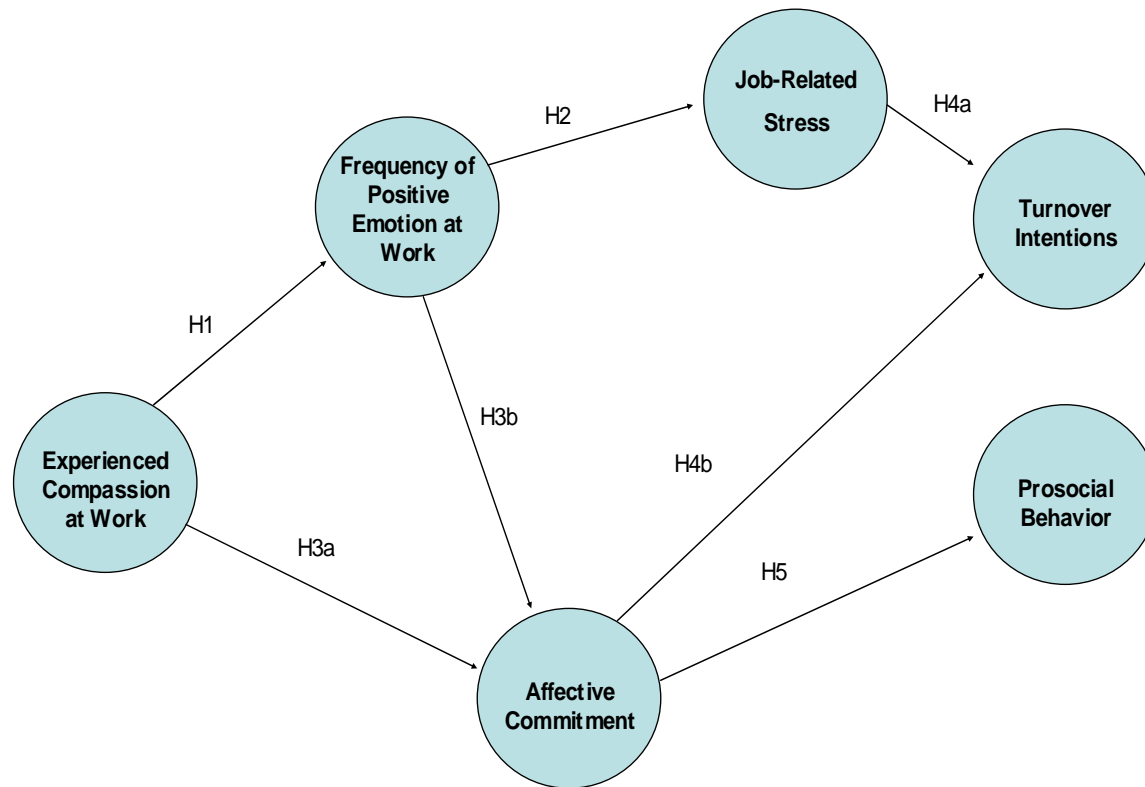 Job-Related
Stress
H4a
H2
Frequency of
Positive
Emotion at
Work
Turnover
Intentions
H1
H3b
Experienced
Compassion
at Work
H4b
Prosocial
Behavior
H3a
H5
Affective
Commitment